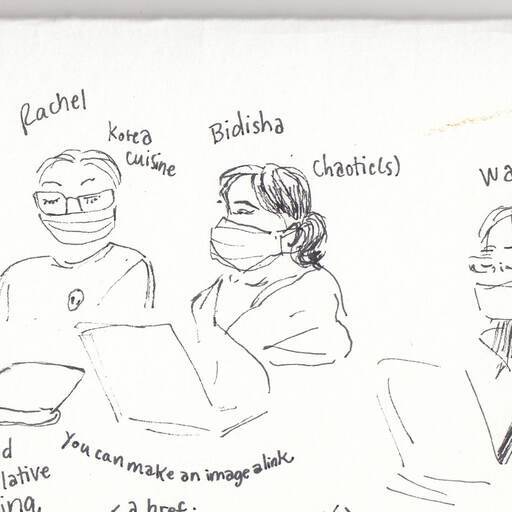 Rachel
Korea
cuisine
Bidisha
Chaotic(s)
Wa
You can make an image a link
d
lative
ing,
< a href.